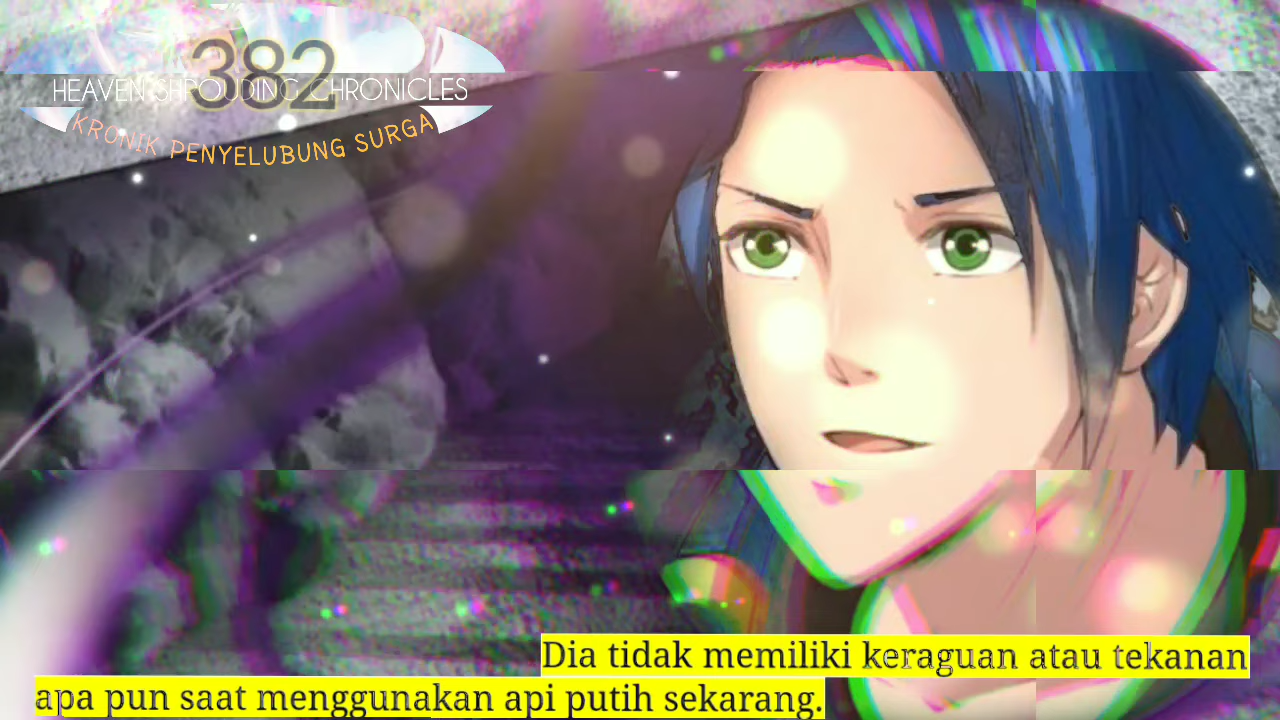 382
HEAVEN SHROUDING CHRONICLES
KRONIK PENYELUBUNG SURGA
Dia tidak memiliki keraguan atau tekanan
apa pun saat menggunakan api putih sekarang.